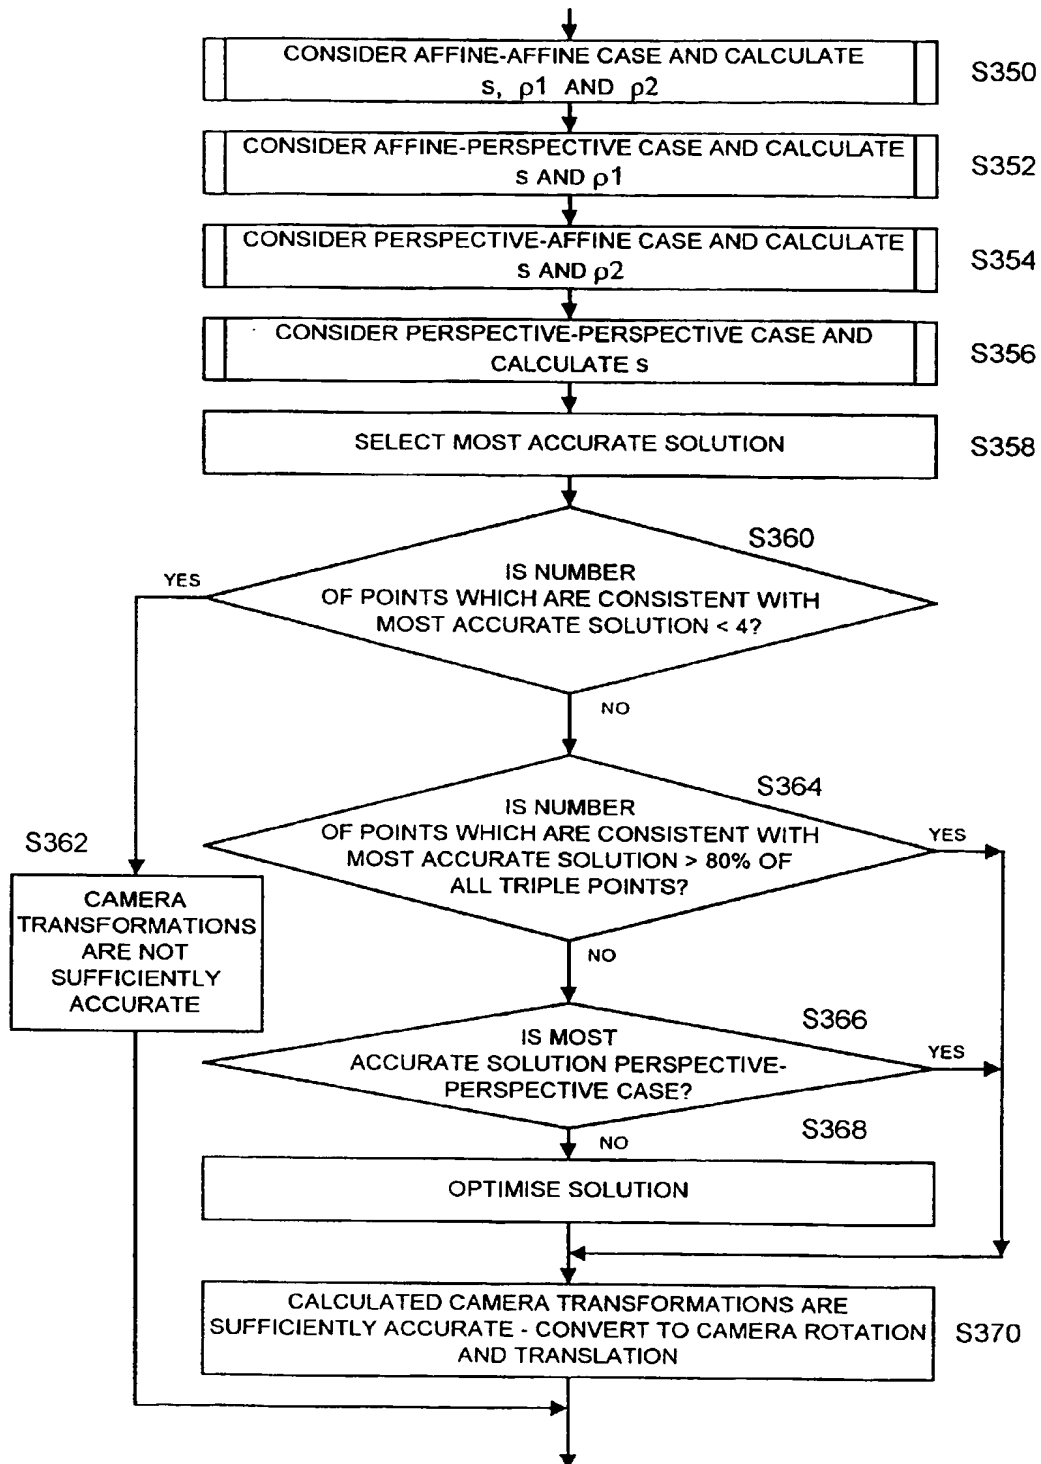 CONSIDER AFFINE-AFFINE CASE AND CALCULATE
s, ρ1 AND ρ2
S350
CONSIDER AFFINE-PERSPECTIVE CASE AND CALCULATE
s AND ρ1
S352
CONSIDER PERSPECTIVE-AFFINE CASE AND CALCULATE
s AND ρ2
S354
CONSIDER PERSPECTIVE-PERSPECTIVE CASE AND
CALCULATE s
S356
SELECT MOST ACCURATE SOLUTION
S358
S360
YES
IS NUMBER
OF POINTS WHICH ARE CONSISTENT WITH
MOST ACCURATE SOLUTION < 4?
NO
S364
IS NUMBER
OF POINTS WHICH ARE CONSISTENT WITH
MOST ACCURATE SOLUTION > 80% OF
ALL TRIPLE POINTS?
YES
S362
CAMERA
TRANSFORMATIONS
ARE NOT
SUFFICIENTLY
ACCURATE
NO
S366
IS MOST
ACCURATE SOLUTION PERSPECTIVE-
PERSPECTIVE CASE?
YES
NO
S368
OPTIMISE SOLUTION
CALCULATED CAMERA TRANSFORMATIONS ARE
SUFFICIENTLY ACCURATE - CONVERT TO CAMERA ROTATION
AND TRANSLATION
S370